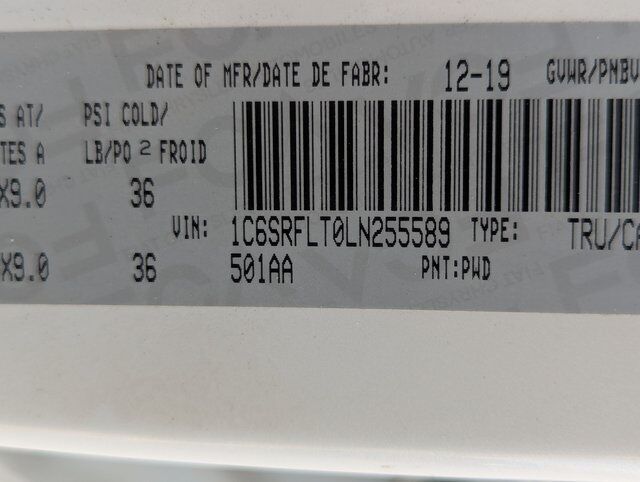 DATE OF MFR/DATE DE FABR: 12-19 GVWR/PNBV
S AT/ PSI COLD/
TES A LB/PO 2 FROID
X9.0 36
VIN: 1C6SRFLT0LN255589 TYPE: TRU/CA
X9.0 36 501AA PNT:PWD